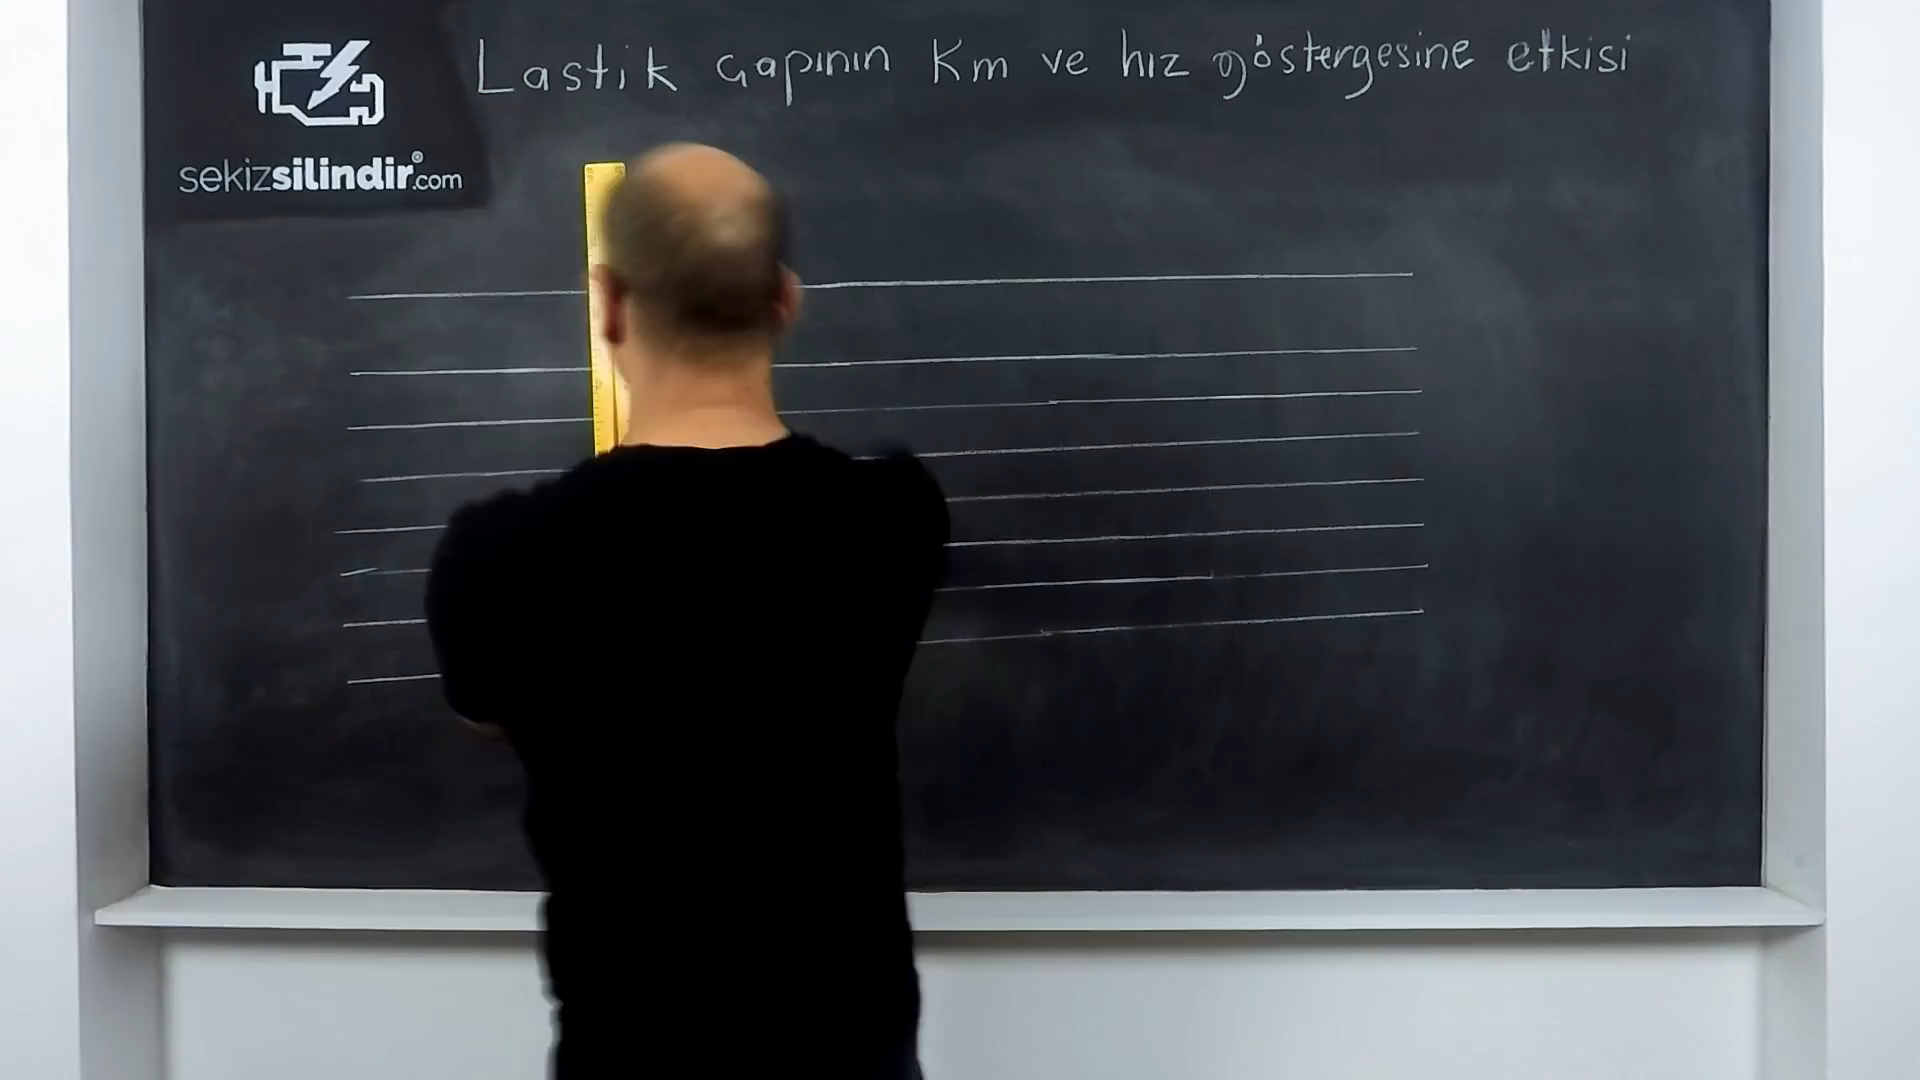 Lastik çapının Km ve hız göstergesine etkisi
sekizsilindir.com